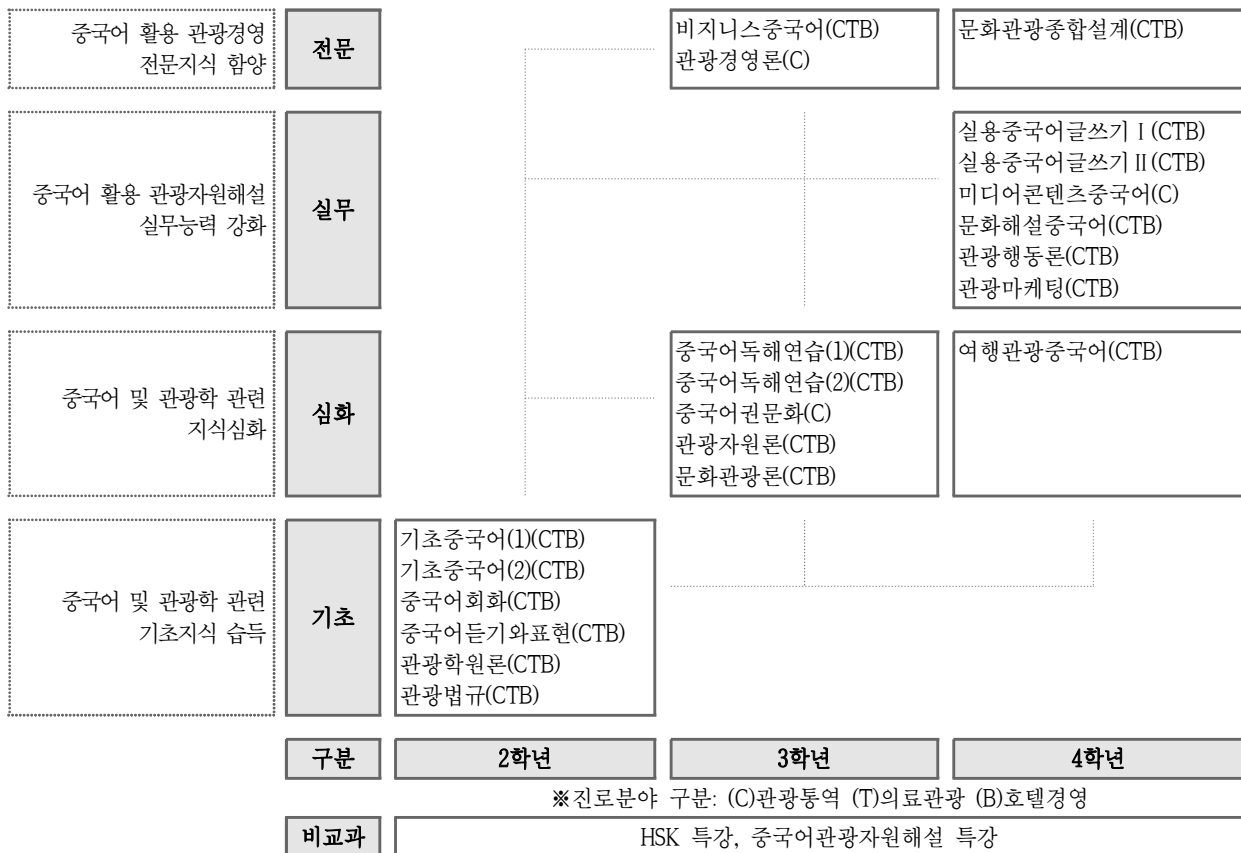 중국어 활용 관광경영
전문지식 함양
전문
비지니스중국어(CTB)
관광경영론(C)
문화관광종합설계(CTB)
중국어 활용 관광자원해설
실무능력 강화
실무
실용중국어글쓰기Ⅰ(CTB)
실용중국어글쓰기Ⅱ(CTB)
미디어콘텐츠중국어(C)
문화해설중국어(CTB)
관광행동론(CTB)
관광마케팅(CTB)
중국어 및 관광학 관련
지식심화
심화
중국어독해연습(1)(CTB)
중국어독해연습(2)(CTB)
중국어권문화(C)
관광자원론(CTB)
문화관광론(CTB)
여행관광중국어(CTB)
중국어 및 관광학 관련
기초지식 습득
기초
기초중국어(1)(CTB)
기초중국어(2)(CTB)
중국어회화(CTB)
중국어듣기와표현(CTB)
관광학원론(CTB)
관광법규(CTB)
구분
2학년
3학년
4학년
※진로분야 구분: (C)관광통역 (T)의료관광 (B)호텔경영
비교과
HSK 특강, 중국어관광자원해설 특강